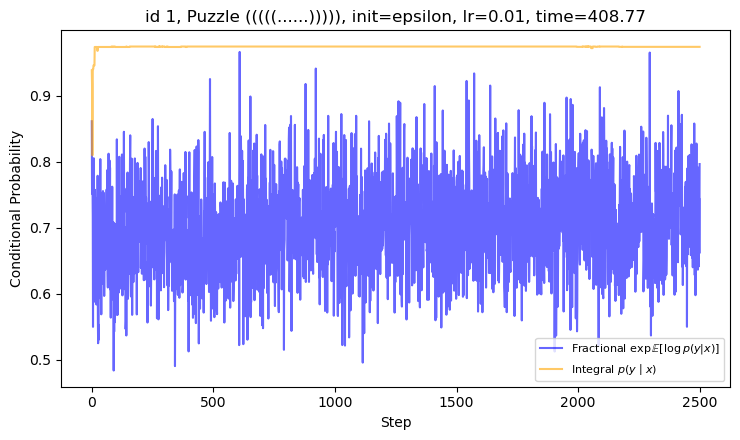 id 1, Puzzle (((((......))))), init=epsilon, lr=0.01, time=408.77
Conditional Probability
0.9
0.8
0.7
0.6
0.5
0
500
1000
1500
2000
2500
Step
Fractional exp𝔼[log p(y|x)]
Integral p(y | x)